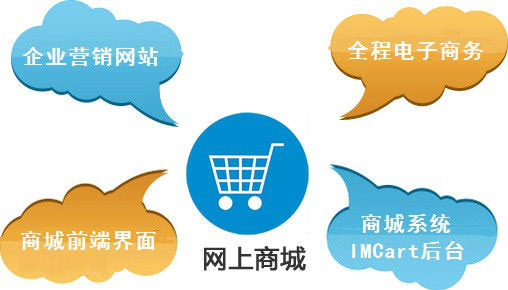 企业营销网站
全程电子商务
商城前端界面
网上商城
商城系统
IMCart后台